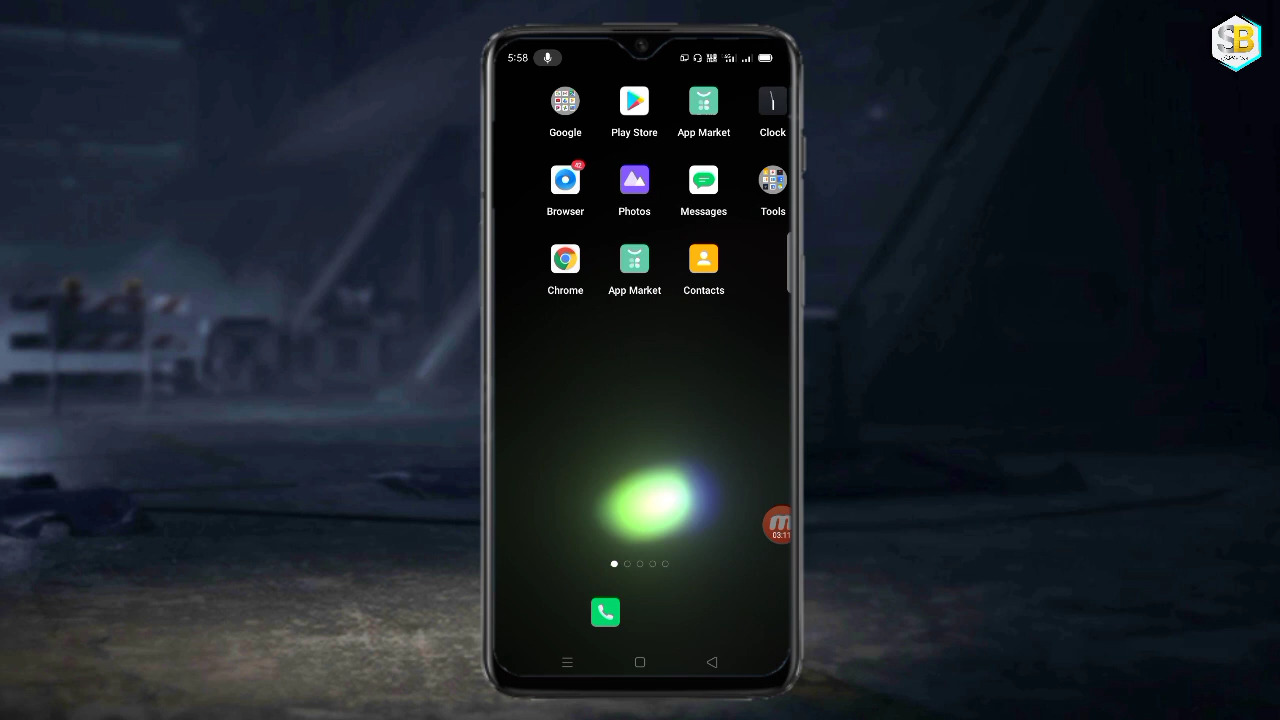 5:58
SB
Google Play Store App Market Clock
42
Browser Photos Messages Tools
Chrome App Market Contacts
03:11